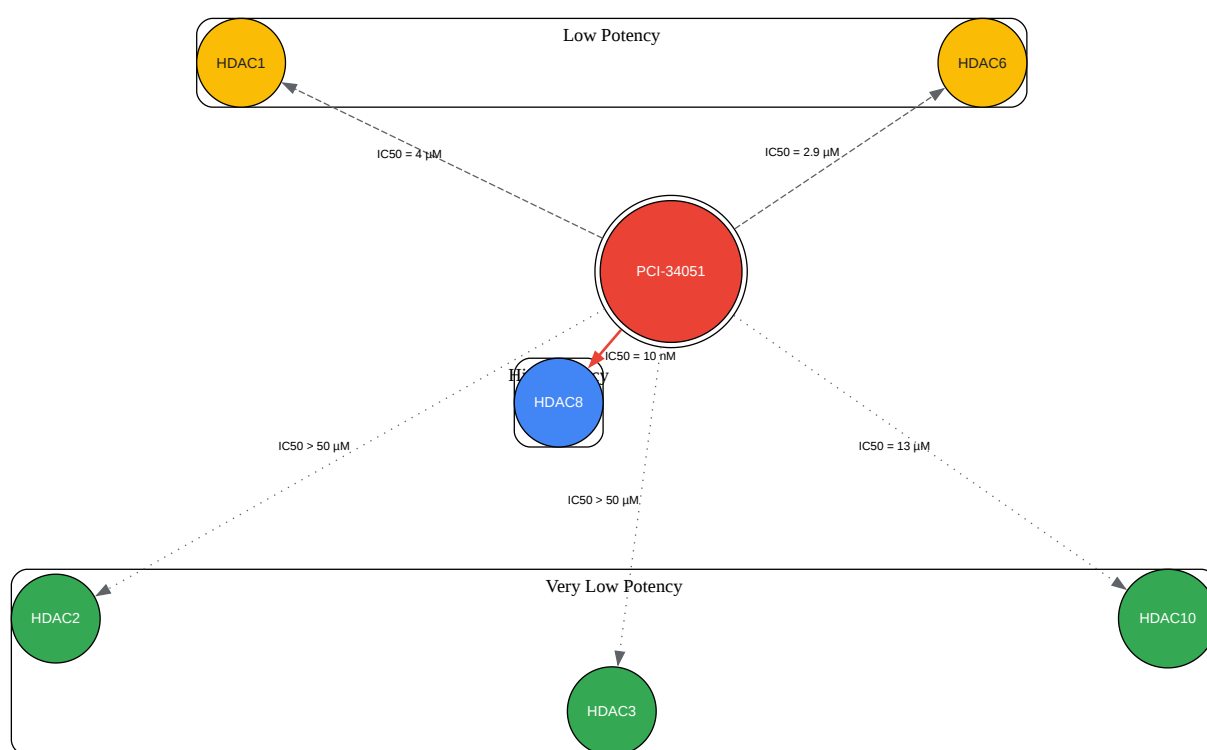 Low Potency
HDAC1
HDAC6
IC50 = 4 µM
IC50 = 2.9 µM
PCI-34051
IC50 = 10 nM
HDAC8
IC50 > 50 µM
IC50 = 13 µM
IC50 > 50 µM
Very Low Potency
HDAC2
HDAC10
HDAC3